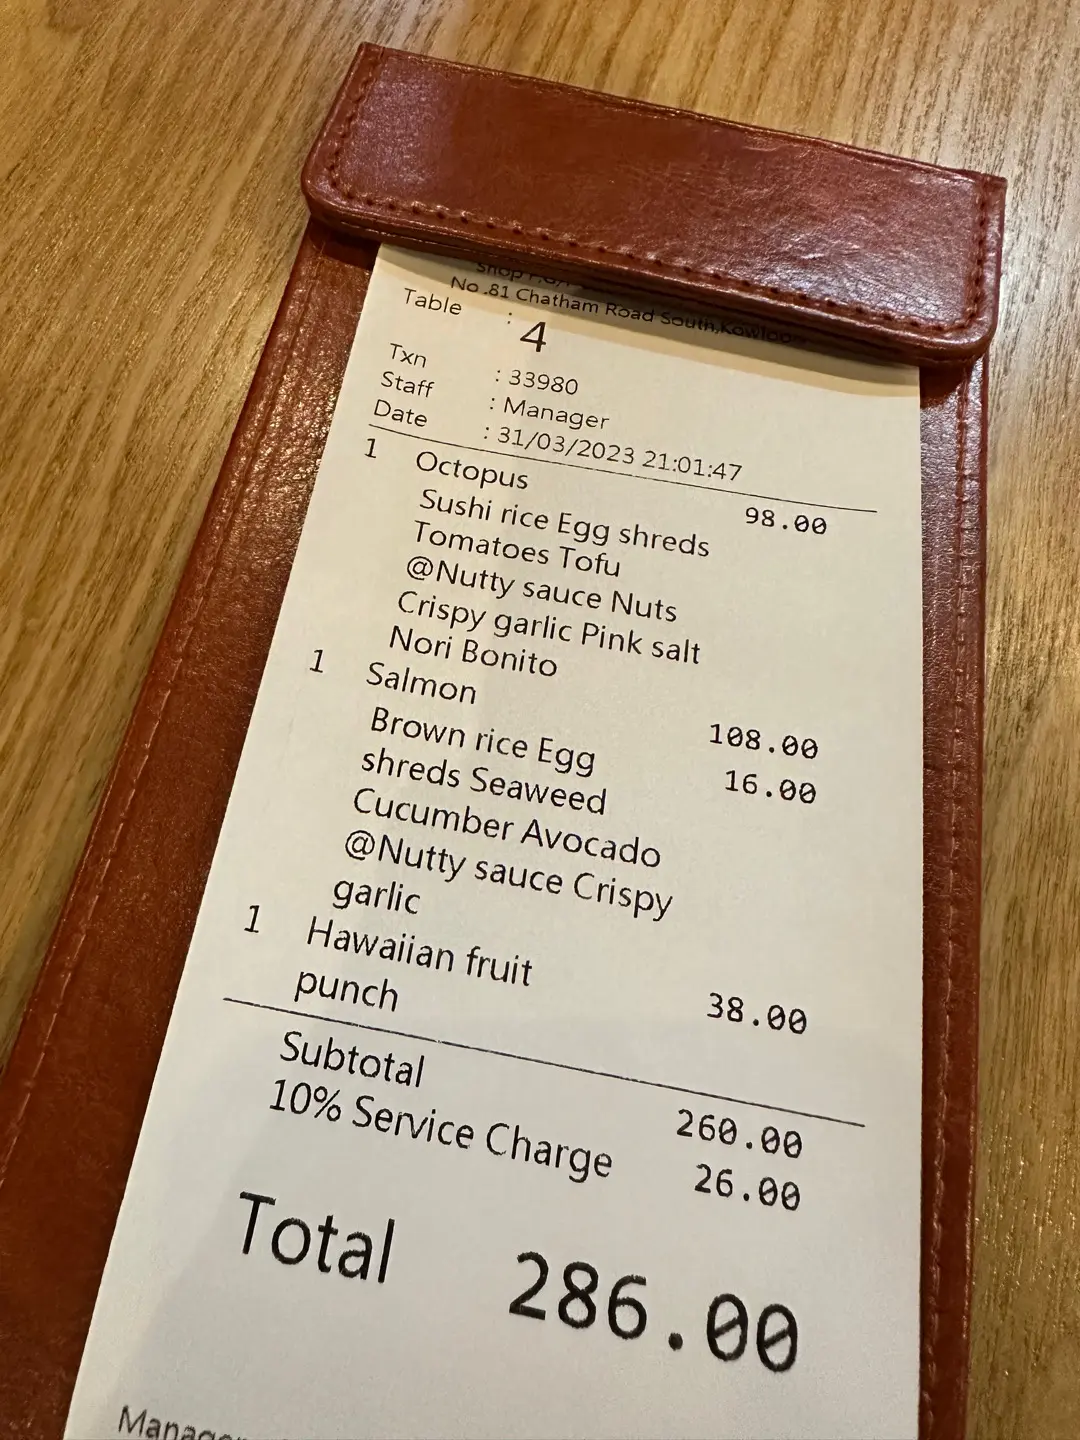 Shop
No.81 Chatham Road South,Kowloo
Table : 4
Txn : 33980
Staff : Manager
Date : 31/03/2023 21:01:47
1 Octopus 98.00
Sushi rice Egg shreds
Tomatoes Tofu
@Nutty sauce Nuts
Crispy garlic Pink salt
Nori Bonito
1 Salmon 108.00
Brown rice Egg 16.00
shreds Seaweed
Cucumber Avocado
@Nutty sauce Crispy
garlic
1 Hawaiian fruit
punch 38.00
Subtotal 260.00
10% Service Charge 26.00
Total 286.00
Manager